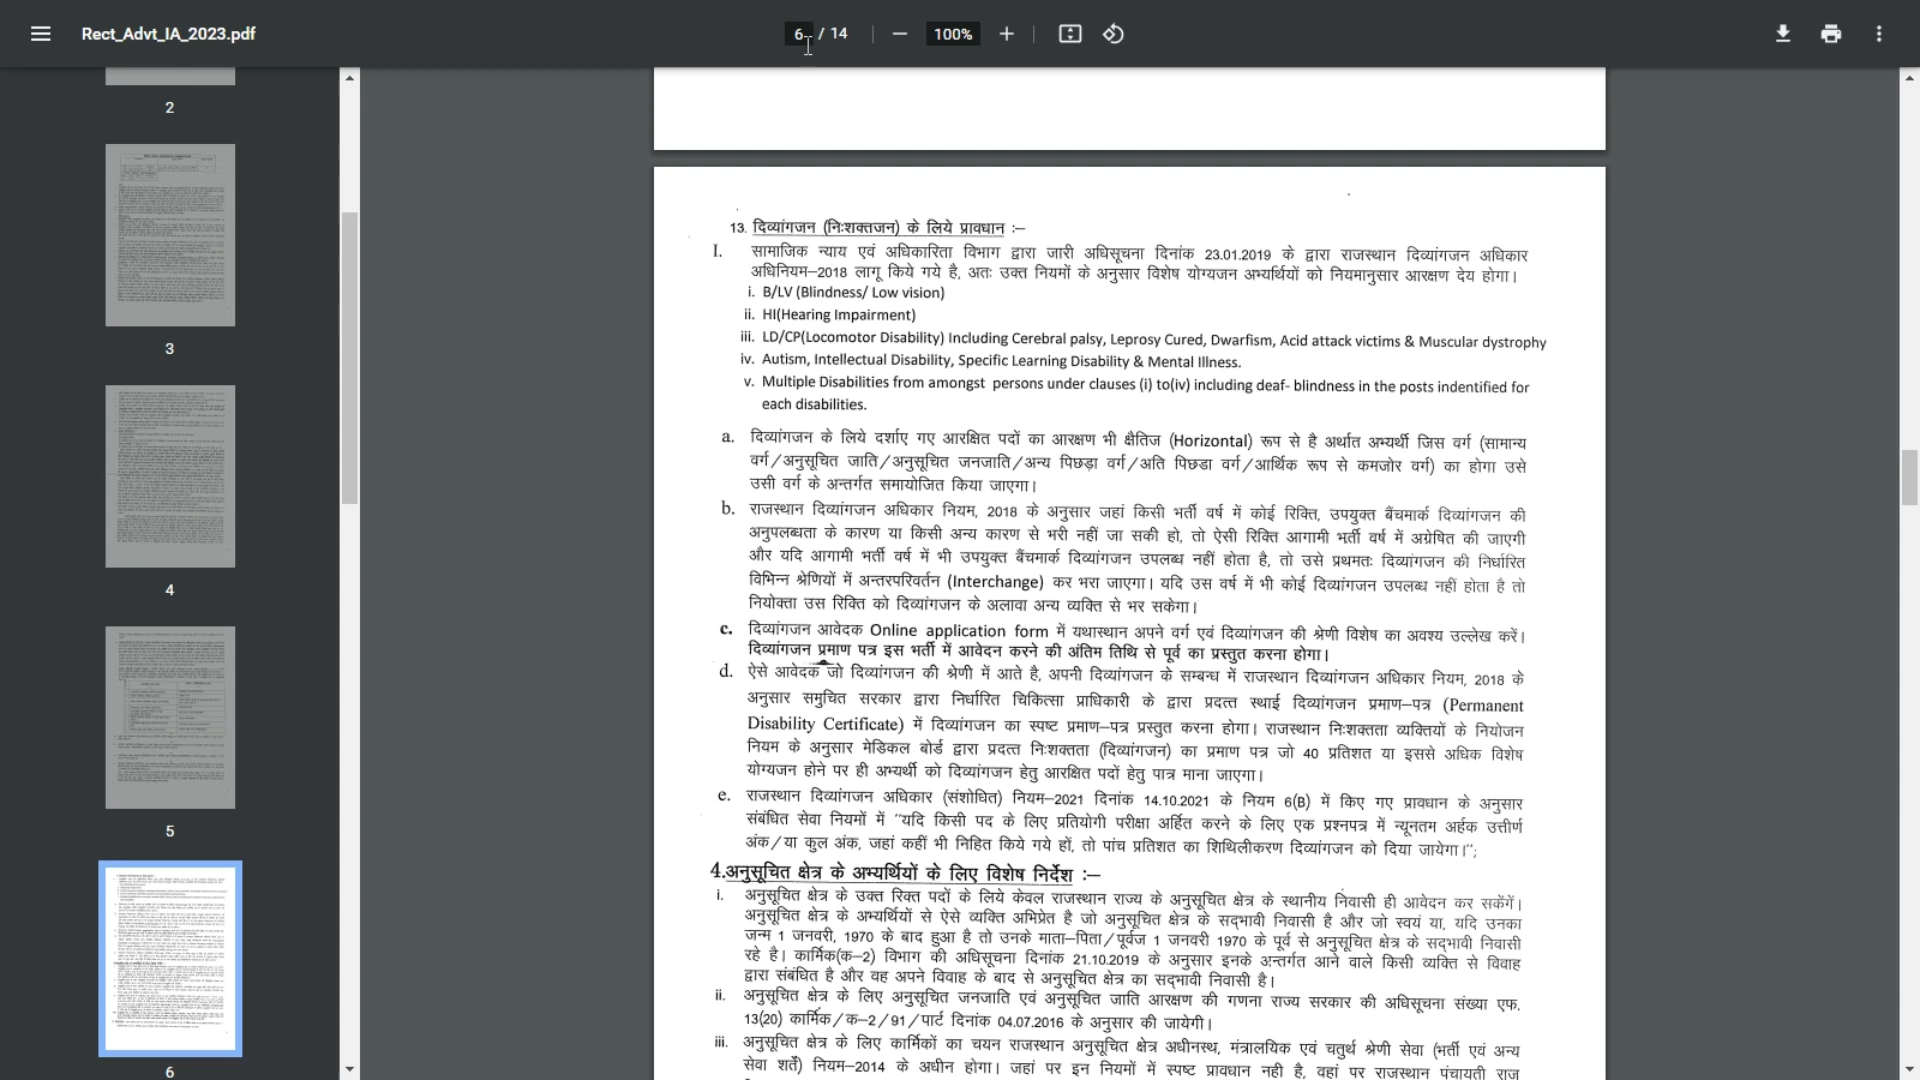 Rect_Advt_IA_2023.pdf
6 / 14
100%
2
3
4
5
6
13. दिव्यांगजन (निःशक्तजन) के लिये प्रावधान :–
I. सामाजिक न्याय एवं अधिकारिता विभाग द्वारा जारी अधिसूचना दिनांक 23.01.2019 के द्वारा राजस्थान दिव्यांगजन अधिकार
अधिनियम–2018 लागू किये गये है, अतः उक्त नियमों के अनुसार विशेष योग्यजन अभ्यर्थियों को नियमानुसार आरक्षण देय होगा।
i. B/LV (Blindness/ Low vision)
ii. HI(Hearing Impairment)
iii. LD/CP(Locomotor Disability) Including Cerebral palsy, Leprosy Cured, Dwarfism, Acid attack victims & Muscular dystrophy
iv. Autism, Intellectual Disability, Specific Learning Disability & Mental Illness.
v. Multiple Disabilities from amongst persons under clauses (i) to(iv) including deaf- blindness in the posts indentified for
each disabilities.
a. दिव्यांगजन के लिये दर्शाए गए आरक्षित पदों का आरक्षण भी क्षैतिज (Horizontal) रूप से है अर्थात अभ्यर्थी जिस वर्ग (सामान्य
वर्ग/अनुसूचित जाति/अनुसूचित जनजाति/अन्य पिछड़ा वर्ग/अति पिछडा वर्ग/आर्थिक रूप से कमजोर वर्ग) का होगा उसे
उसी वर्ग के अन्तर्गत समायोजित किया जाएगा।
b. राजस्थान दिव्यांगजन अधिकार नियम, 2018 के अनुसार जहां किसी भर्ती वर्ष में कोई रिक्ति, उपयुक्त बैंचमार्क दिव्यांगजन की
अनुपलब्धता के कारण या किसी अन्य कारण से भरी नहीं जा सकी हो, तो ऐसी रिक्ति आगामी भर्ती वर्ष में अग्रेषित की जाएगी
और यदि आगामी भर्ती वर्ष में भी उपयुक्त बैंचमार्क दिव्यांगजन उपलब्ध नहीं होता है, तो उसे प्रथमतः दिव्यांगजन की निर्धारित
विभिन्न श्रेणियों में अन्तरपरिवर्तन (Interchange) कर भरा जाएगा। यदि उस वर्ष में भी कोई दिव्यांगजन उपलब्ध नहीं होता है तो
नियोक्ता उस रिक्ति को दिव्यांगजन के अलावा अन्य व्यक्ति से भर सकेगा।
c. दिव्यांगजन आवेदक Online application form में यथास्थान अपने वर्ग एवं दिव्यांगजन की श्रेणी विशेष का अवश्य उल्लेख करें।
दिव्यांगजन प्रमाण पत्र इस भर्ती में आवेदन करने की अंतिम तिथि से पूर्व का प्रस्तुत करना होगा।
d. ऐसे आवेदक जो दिव्यांगजन की श्रेणी में आते है, अपनी दिव्यांगजन के सम्बन्ध में राजस्थान दिव्यांगजन अधिकार नियम, 2018 के
अनुसार समुचित सरकार द्वारा निर्धारित चिकित्सा प्राधिकारी के द्वारा प्रदत्त स्थाई दिव्यांगजन प्रमाण–पत्र (Permanent
Disability Certificate) में दिव्यांगजन का स्पष्ट प्रमाण–पत्र प्रस्तुत करना होगा। राजस्थान निःशक्तता व्यक्तियों के नियोजन
नियम के अनुसार मेडिकल बोर्ड द्वारा प्रदत्त निःशक्तता (दिव्यांगजन) का प्रमाण पत्र जो 40 प्रतिशत या इससे अधिक विशेष
योग्यजन होने पर ही अभ्यर्थी को दिव्यांगजन हेतु आरक्षित पदों हेतु पात्र माना जाएगा।
e. राजस्थान दिव्यांगजन अधिकार (संशोधित) नियम–2021 दिनांक 14.10.2021 के नियम 6(B) में किए गए प्रावधान के अनुसार
संबंधित सेवा नियमों में ''यदि किसी पद के लिए प्रतियोगी परीक्षा अर्हित करने के लिए एक प्रश्नपत्र में न्यूनतम अर्हक उत्तीर्ण
अंक/या कुल अंक, जहां कहीं भी निहित किये गये हों, तो पांच प्रतिशत का शिथिलीकरण दिव्यांगजन को दिया जायेगा।'';
4.अनुसूचित क्षेत्र के अभ्यर्थियों के लिए विशेष निर्देश :–
i. अनुसूचित क्षेत्र के उक्त रिक्त पदों के लिये केवल राजस्थान राज्य के अनुसूचित क्षेत्र के स्थानीय निवासी ही आवेदन कर सकेगें।
अनुसूचित क्षेत्र के अभ्यर्थियों से ऐसे व्यक्ति अभिप्रेत है जो अनुसूचित क्षेत्र के सद्भावी निवासी है और जो स्वयं या, यदि उनका
जन्म 1 जनवरी, 1970 के बाद हुआ है तो उनके माता–पिता/पूर्वज 1 जनवरी 1970 के पूर्व से अनुसूचित क्षेत्र के सद्भावी निवासी
रहे है। कार्मिक(क–2) विभाग की अधिसूचना दिनांक 21.10.2019 के अनुसार इनके अन्तर्गत आने वाले किसी व्यक्ति से विवाह
द्वारा संबधित है और वह अपने विवाह के बाद से अनुसूचित क्षेत्र का सद्भावी निवासी है।
ii. अनुसूचित क्षेत्र के लिए अनुसूचित जनजाति एवं अनुसूचित जाति आरक्षण की गणना राज्य सरकार की अधिसूचना संख्या एफ.
13(20) कार्मिक/क–2/91/पार्ट दिनांक 04.07.2016 के अनुसार की जायेगी।
iii. अनुसूचित क्षेत्र के लिए कार्मिकों का चयन राजस्थान अनुसूचित क्षेत्र अधीनस्थ, मंत्रालयिक एवं चतुर्थ श्रेणी सेवा (भर्ती एवं अन्य
सेवा शर्तें) नियम–2014 के अधीन होगा। जहां पर इन नियमों में स्पष्ट प्रावधान नही है, वहां पर राजस्थान पंचायती राज